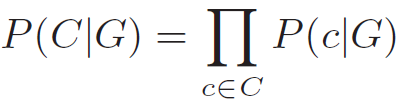 P(C|G) = ∏_{c∈C} P(c|G)